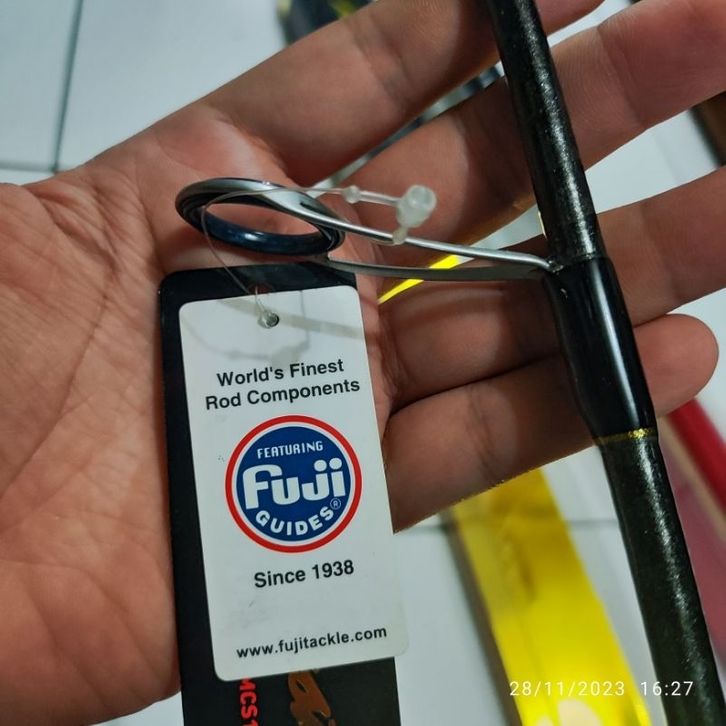 World's Finest
Rod Components
FEATURING
Fuji
GUIDES®
Since 1938
www.fujitackle.com
28/11/2023 16:27